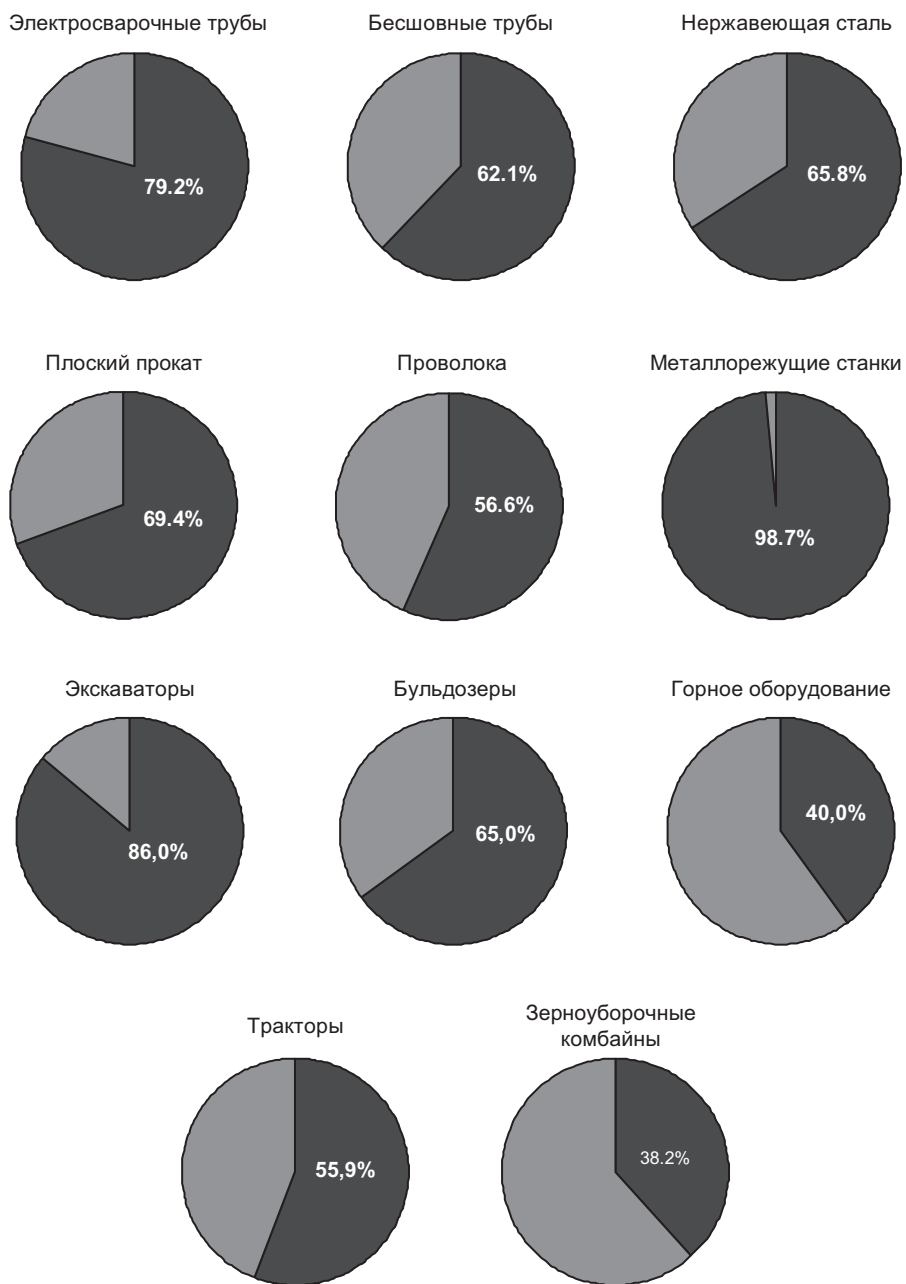 Электросварочные трубы
Бесшовные трубы
Нержавеющая сталь
79.2%
62.1%
65.8%
Плоский прокат
Проволока
Металлорежущие станки
69.4%
56.6%
98.7%
Экскаваторы
Бульдозеры
Горное оборудование
86,0%
65,0%
40,0%
Тракторы
Зерноуборочные
комбайны
55,9%
38.2%